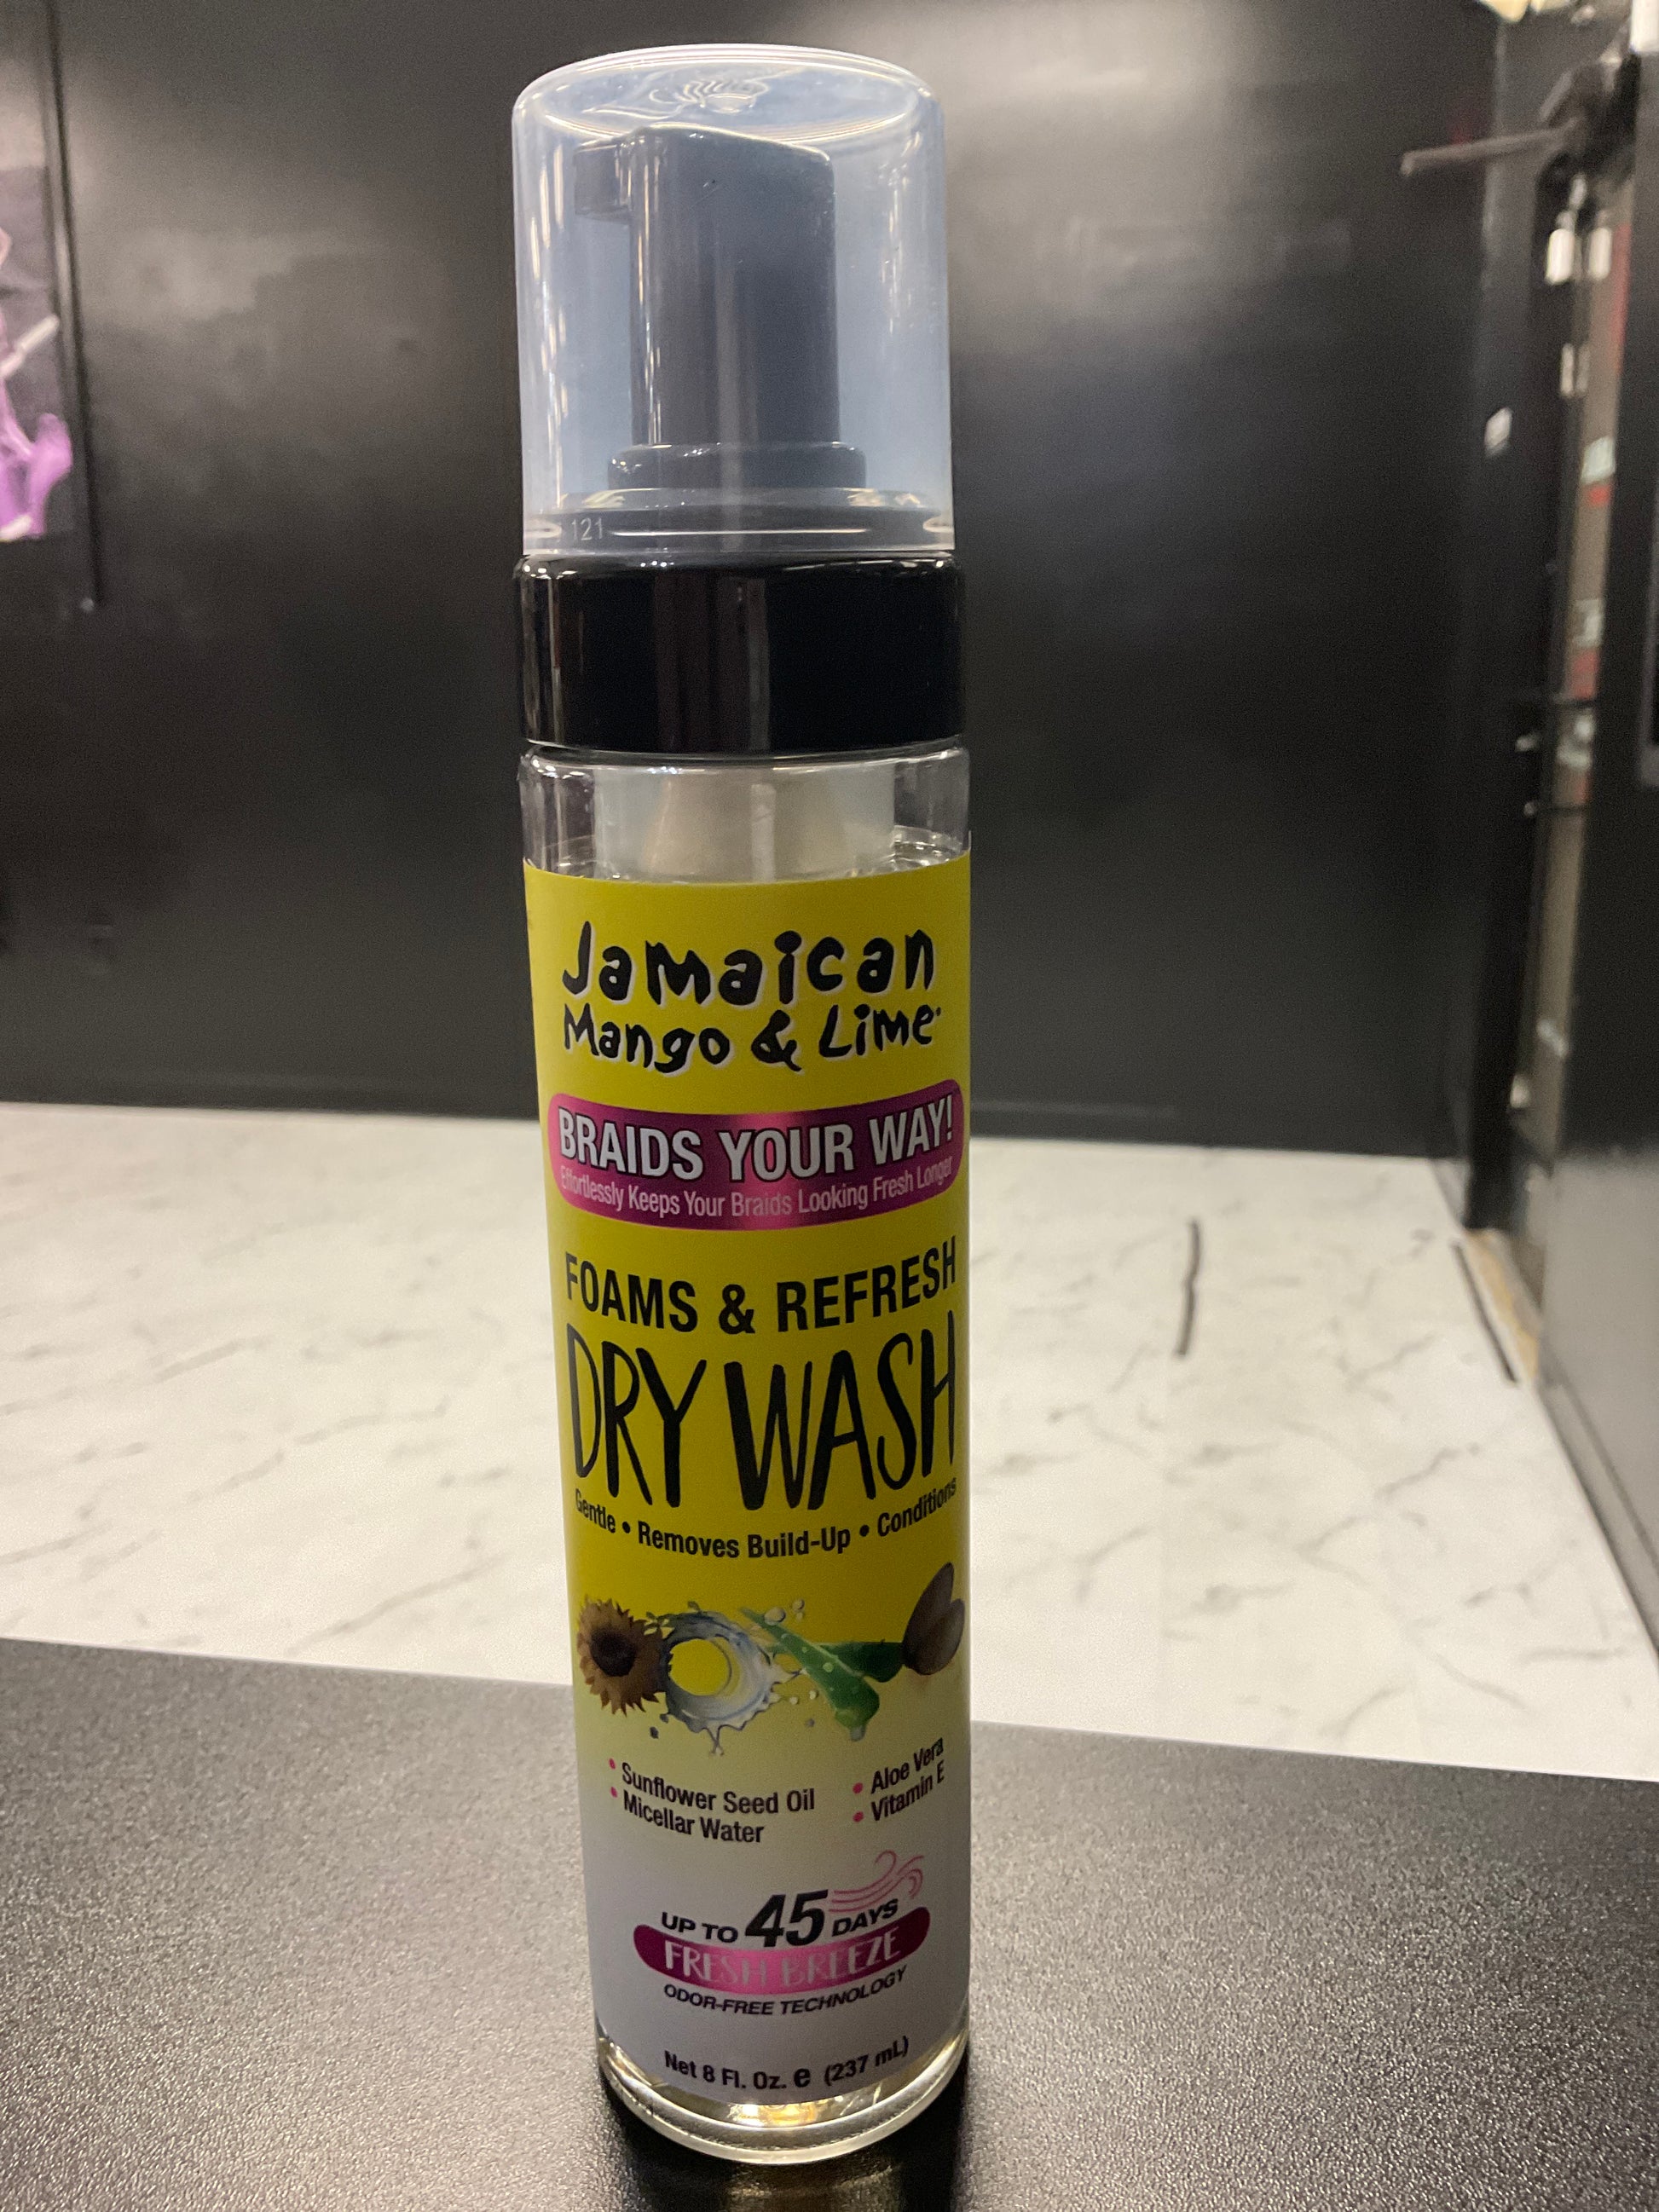 121
Jamaican
Mango & Lime
BRAIDS YOUR WAY!
Effortlessly Keeps Your Braids Looking Fresh Longer
FOAMS & REFRESH
DRY WASH
Gentle • Removes Build-Up • Conditions
• Sunflower Seed Oil
• Micellar Water
• Aloe Vera
• Vitamin E
UP TO 45 DAYS
FRESH BREEZE
ODOR-FREE TECHNOLOGY
Net 8 Fl. Oz. e (237 mL)